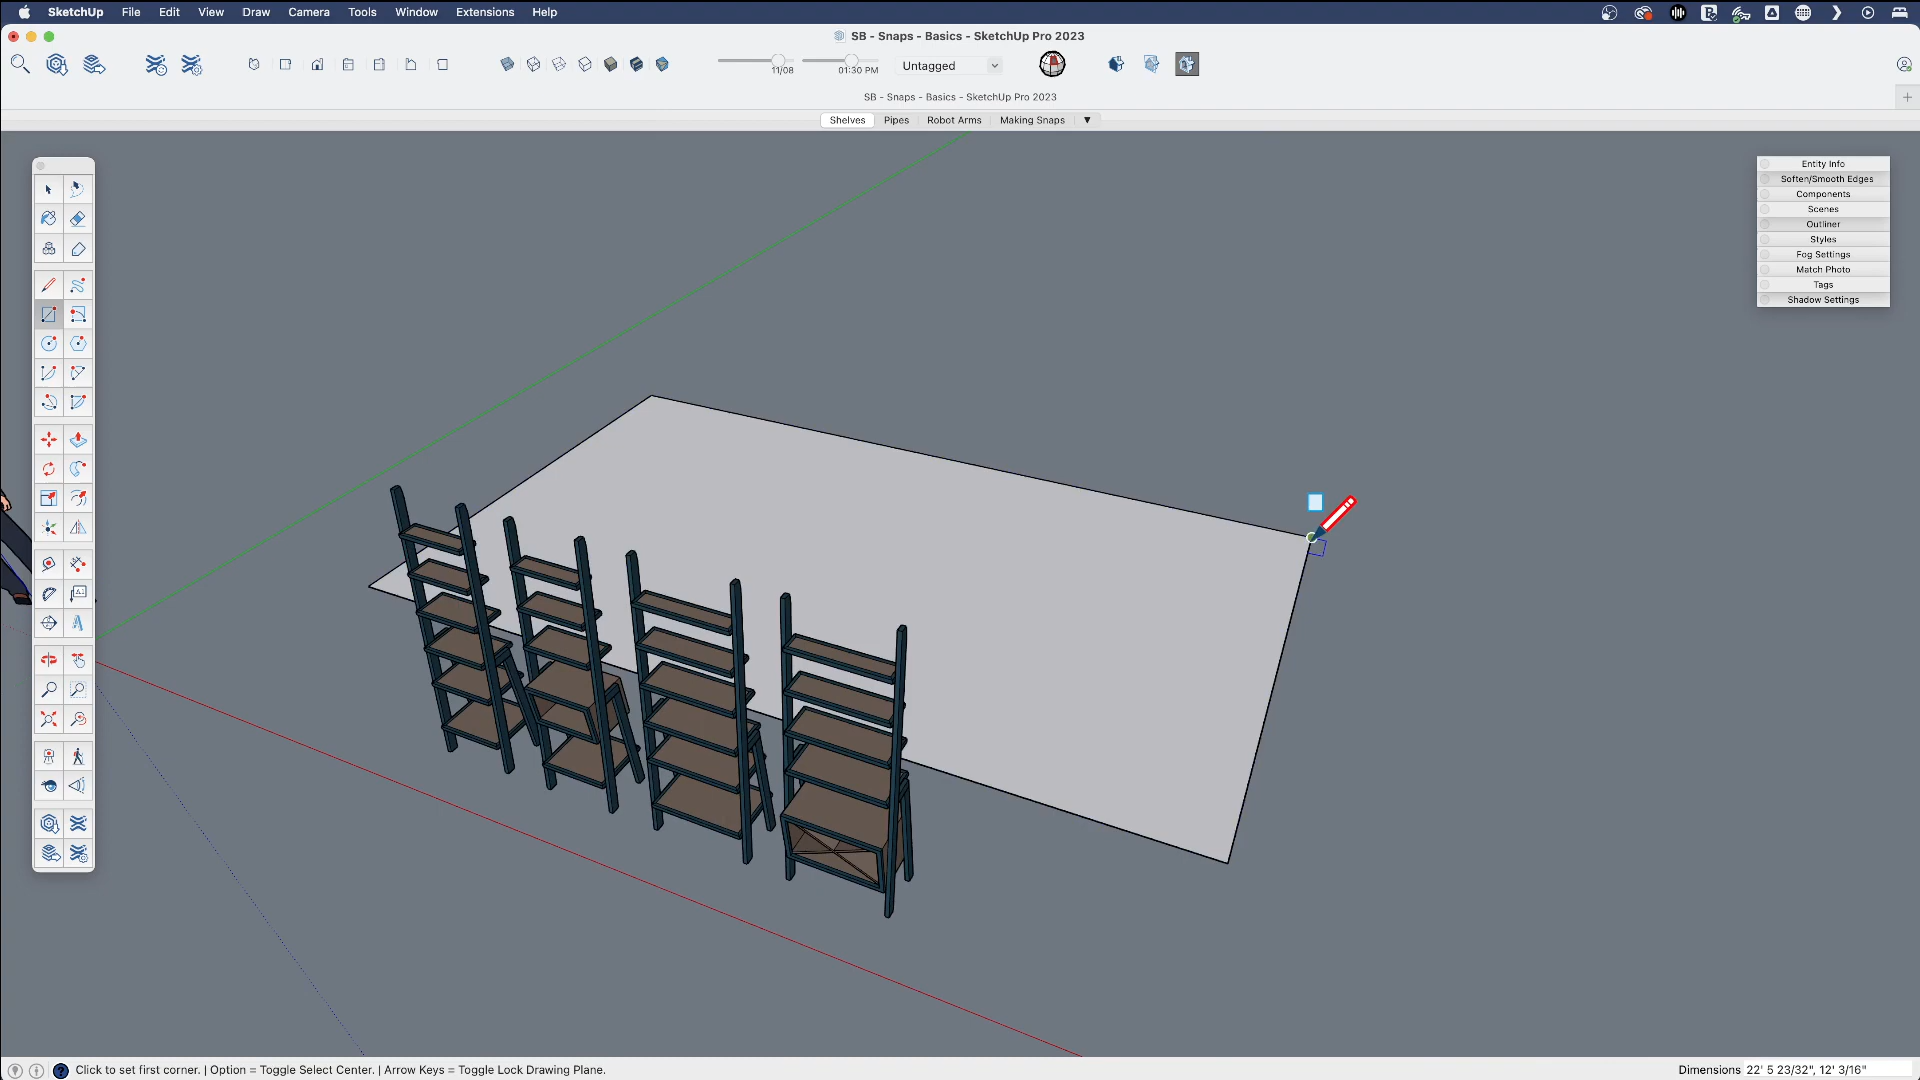 SketchUp File Edit View Draw Camera Tools Window Extensions Help
SB - Snaps - Basics - SketchUp Pro 2023
11/08 01:30 PM Untagged
SB - Snaps - Basics - SketchUp Pro 2023
Shelves Pipes Robot Arms Making Snaps
Entity Info
Soften/Smooth Edges
Components
Scenes
Outliner
Styles
Fog Settings
Match Photo
Tags
Shadow Settings
Click to set first corner. | Option = Toggle Select Center. | Arrow Keys = Toggle Lock Drawing Plane.
Dimensions 22' 5 23/32", 12' 3/16"